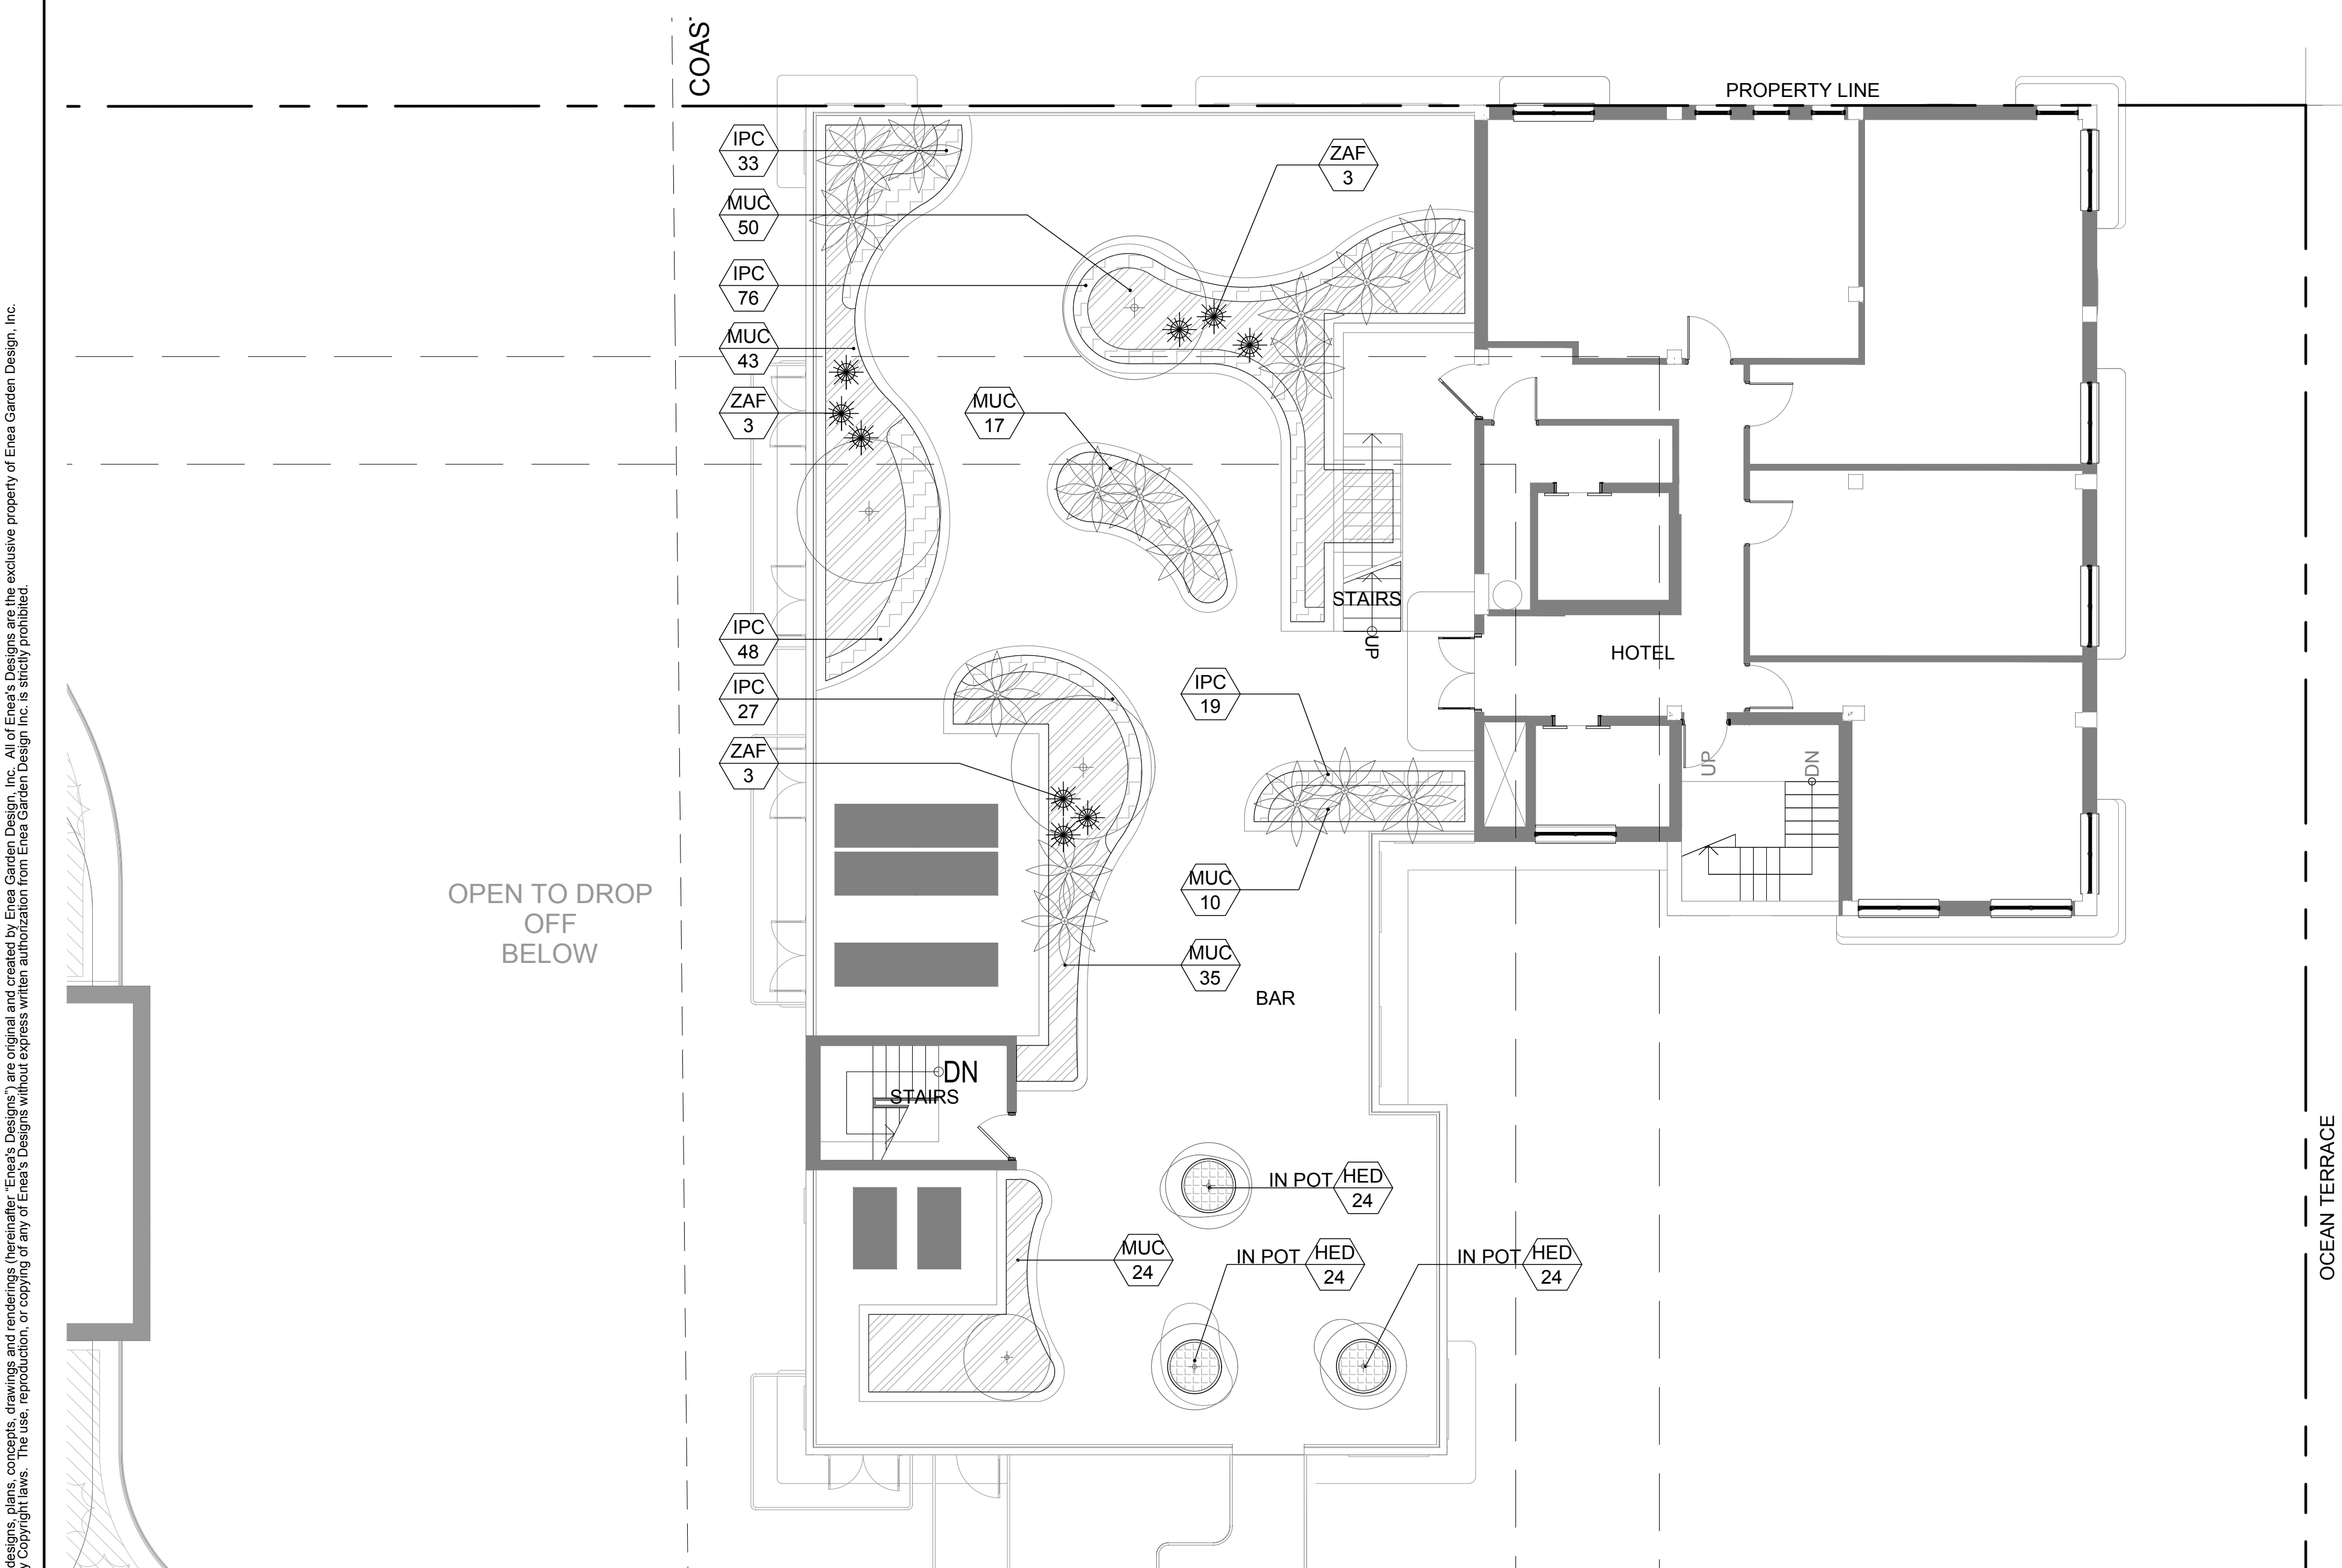 COAS
PROPERTY LINE
IPC
33
ZAF
3
MUC
50
IPC
76
MUC
43
ZAF
3
MUC
17
STAIRS
UP
IPC
48
HOTEL
IPC
27
IPC
19
ZAF
3
UP
DN
OPEN TO DROP
OFF
BELOW
MUC
10
MUC
35
BAR
DN
STAIRS
IN POT
HED
24
MUC
24
IN POT
HED
24
IN POT
HED
24
OCEAN TERRACE
designs, plans, concepts, drawings and renderings (hereinafter "Enea's Designs") are original and created by Enea Garden Design, Inc. All of Enea's Designs are the exclusive property of Enea Garden Design, Inc.
Copyright laws. The use, reproduction, or copying of any of Enea's Designs without express written authorization from Enea Garden Design Inc. is strictly prohibited.